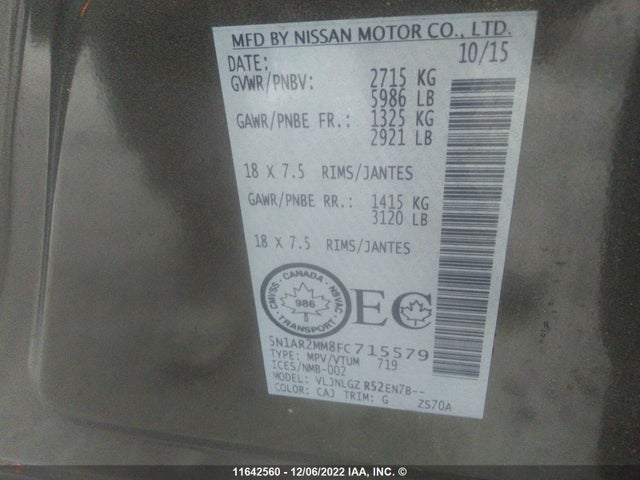 MFD BY NISSAN MOTOR CO., LTD.
DATE: 10/15
GVWR/PNBV: 2715 KG
5986 LB
GAWR/PNBE FR.: 1325 KG
2921 LB
18 X 7.5 RIMS/JANTES
GAWR/PNBE RR.: 1415 KG
3120 LB
18 X 7.5 RIMS/JANTES
CMVSS · CANADA · NSVAC
986
TRANSPORT
EC
5N1AR2MM8FC715579
TYPE: MPV/VTUM 719
ICES/NMB-002
MODEL: VLJNLGZ R52EN7B--
COLOR: CAJ TRIM: G ZS70A
11642560 - 12/06/2022 IAA, INC. ©